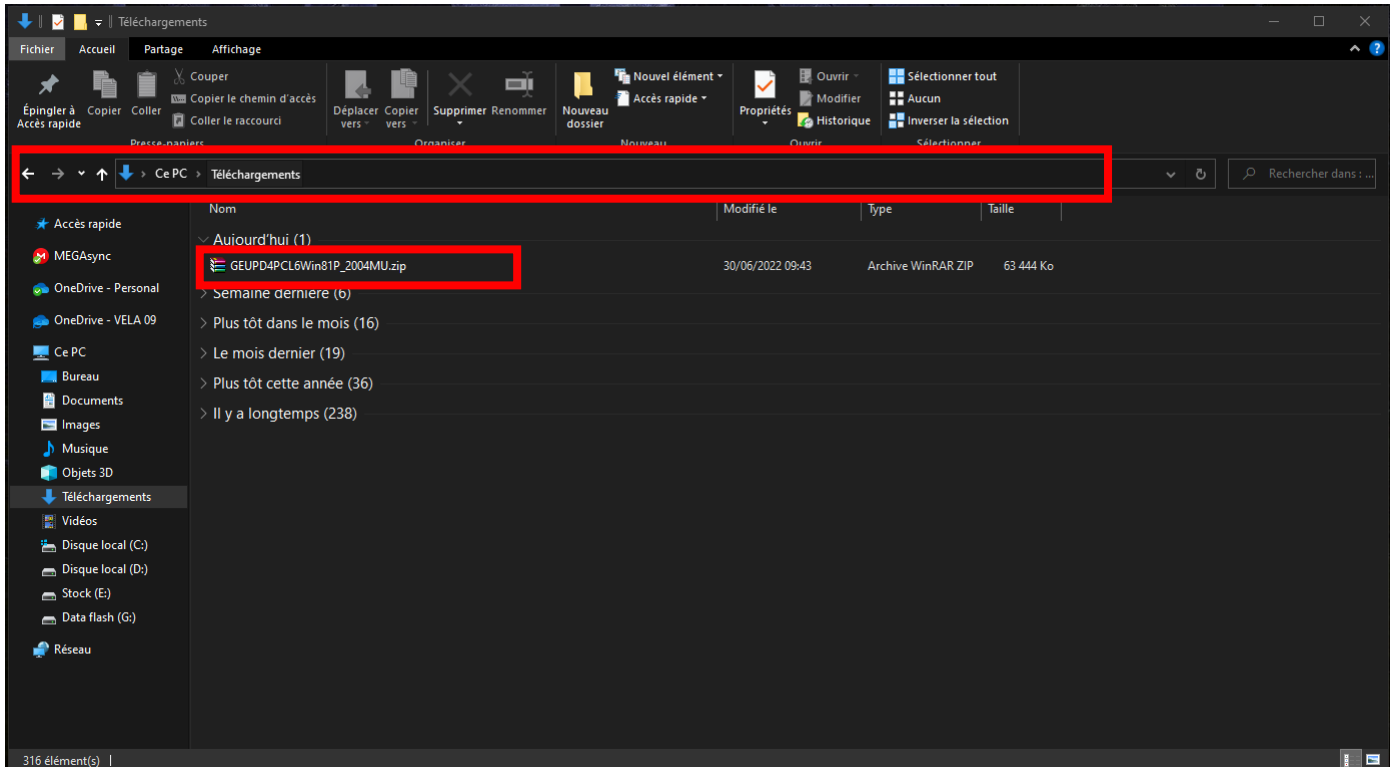 Téléchargements
Fichier Accueil Partage Affichage
Épingler à Accès rapide
Copier
Coller
Couper
Copier le chemin d'accès
Coller le raccourci
Presse-papiers
Déplacer vers
Copier vers
Supprimer
Renommer
Organiser
Nouveau dossier
Nouvel élément
Accès rapide
Nouveau
Propriétés
Ouvrir
Modifier
Historique
Ouvrir
Sélectionner tout
Aucun
Inverser la sélection
Sélectionner
Ce PC > Téléchargements
Rechercher dans : ...
Accès rapide
MEGAsync
OneDrive - Personal
OneDrive - VELA 09
Ce PC
Bureau
Documents
Images
Musique
Objets 3D
Téléchargements
Vidéos
Disque local (C:)
Disque local (D:)
Stock (E:)
Data flash (G:)
Réseau
Nom Modifié le Type Taille
Aujourd'hui (1)
GEUPD4PCL6Win81P_2004MU.zip 30/06/2022 09:43 Archive WinRAR ZIP 63 444 Ko
Semaine dernière (6)
Plus tôt dans le mois (16)
Le mois dernier (19)
Plus tôt cette année (36)
Il y a longtemps (238)
316 élément(s)